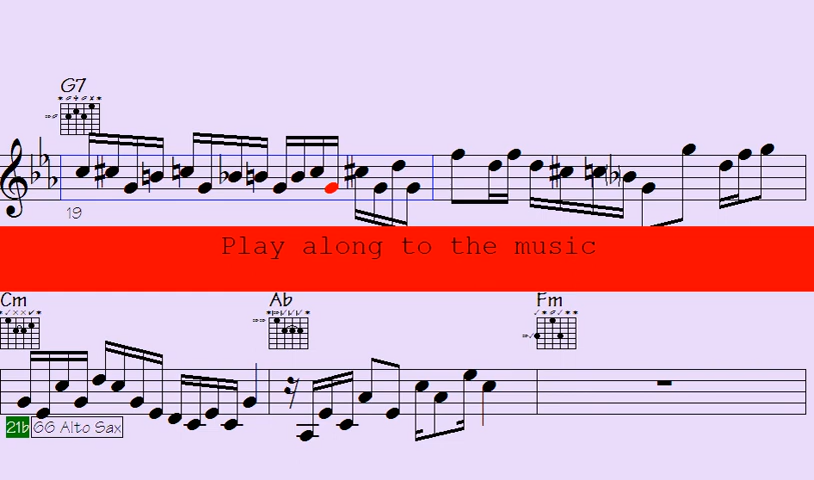 G7
19
Play along to the music
Cm Ab Fm
21b 66 Alto Sax